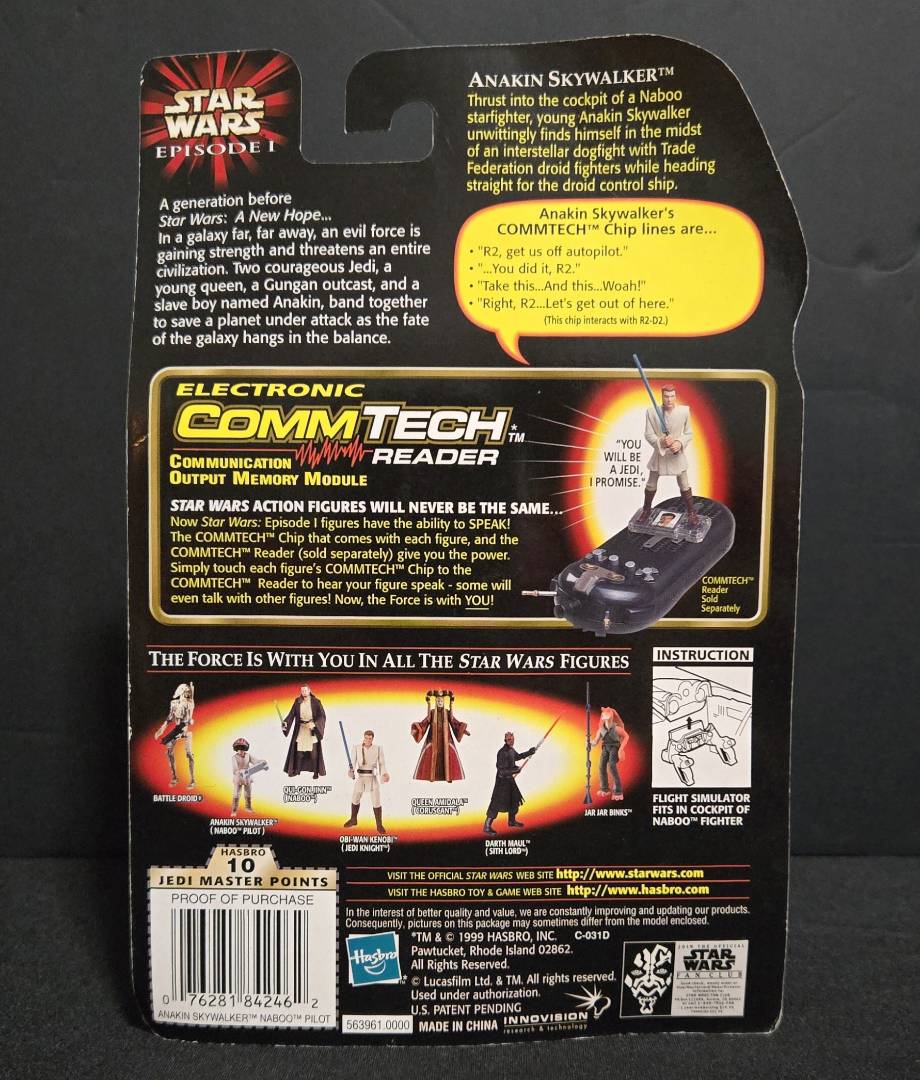 STAR
WARS
EPISODE I
A generation before
Star Wars: A New Hope...
In a galaxy far, far away, an evil force is
gaining strength and threatens an entire
civilization. Two courageous Jedi, a
young queen, a Gungan outcast, and a
slave boy named Anakin, band together
to save a planet under attack as the fate
of the galaxy hangs in the balance.
ANAKIN SKYWALKER™
Thrust into the cockpit of a Naboo
starfighter, young Anakin Skywalker
unwittingly finds himself in the midst
of an interstellar dogfight with Trade
Federation droid fighters while heading
straight for the droid control ship.
Anakin Skywalker's
COMMTECH™ Chip lines are...
• "R2, get us off autopilot."
• "...You did it, R2."
• "Take this...And this...Woah!"
• "Right, R2...Let's get out of here."
(This chip interacts with R2-D2.)
ELECTRONIC
COMMTECH*™
READER
COMMUNICATION
OUTPUT MEMORY MODULE
STAR WARS ACTION FIGURES WILL NEVER BE THE SAME...
Now Star Wars: Episode I figures have the ability to SPEAK!
The COMMTECH™ Chip that comes with each figure, and the
COMMTECH™ Reader (sold separately) give you the power.
Simply touch each figure's COMMTECH™ Chip to the
COMMTECH™ Reader to hear your figure speak - some will
even talk with other figures! Now, the Force is with YOU!
"YOU
WILL BE
A JEDI,
I PROMISE."
COMMTECH™
Reader
Sold
Separately
THE FORCE IS WITH YOU IN ALL THE STAR WARS FIGURES
BATTLE DROID®
ANAKIN SKYWALKER™
(NABOO™ PILOT)
QUI-GON JINN™
(NABOO™)
OBI-WAN KENOBI™
(JEDI KNIGHT™)
QUEEN AMIDALA™
(CORUSCANT™)
DARTH MAUL™
(SITH LORD™)
JAR JAR BINKS™
INSTRUCTION
FLIGHT SIMULATOR
FITS IN COCKPIT OF
NABOO™ FIGHTER
HASBRO
10
JEDI MASTER POINTS
PROOF OF PURCHASE
0 76281 84246 2
ANAKIN SKYWALKER™ NABOO™ PILOT
VISIT THE OFFICIAL STAR WARS WEB SITE http://www.starwars.com
VISIT THE HASBRO TOY & GAME WEB SITE http://www.hasbro.com
In the interest of better quality and value, we are constantly improving and updating our products.
Consequently, pictures on this package may sometimes differ from the model enclosed.
Hasbro
*TM & © 1999 HASBRO, INC. C-031D
Pawtucket, Rhode Island 02862.
All Rights Reserved.
* © Lucasfilm Ltd. & TM. All rights reserved.
Used under authorization.
U.S. PATENT PENDING
563961.0000
MADE IN CHINA
INNOVISION
research & technology
JOIN THE OFFICIAL
STAR
WARS
FAN CLUB